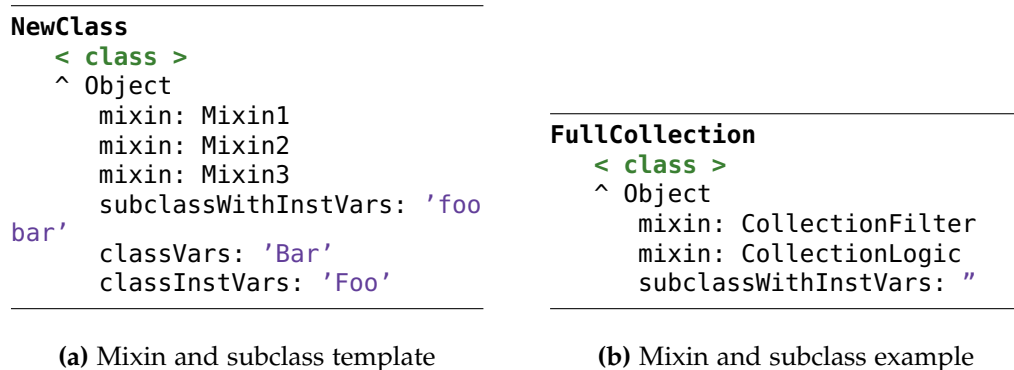 NewClass
< class >
^ Object
mixin: Mixin1
mixin: Mixin2
mixin: Mixin3
subclassWithInstVars: ’foo
bar’
classVars: ’Bar’
classInstVars: ’Foo’
(a) Mixin and subclass template
FullCollection
< class >
^ Object
mixin: CollectionFilter
mixin: CollectionLogic
subclassWithInstVars: ’’
(b) Mixin and subclass example